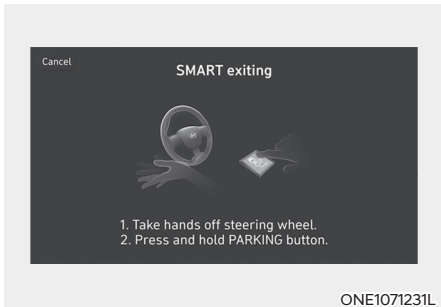 Cancel
SMART exiting
1. Take hands off steering wheel.
2. Press and hold PARKING button.
ONE1071231L